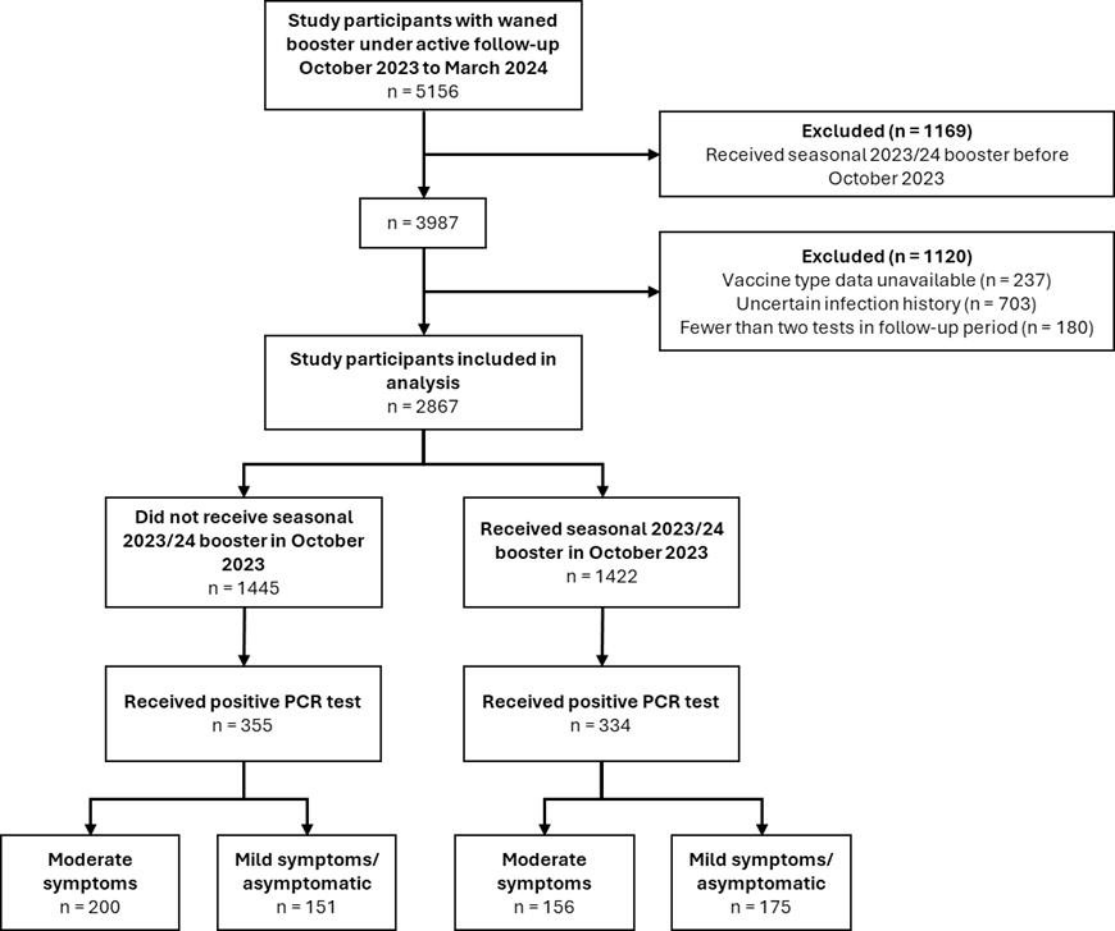 Study participants with waned
booster under active follow-up
October 2023 to March 2024
n = 5156
Excluded (n = 1169)
Received seasonal 2023/24 booster before
October 2023
n = 3987
Excluded (n = 1120)
Vaccine type data unavailable (n = 237)
Uncertain infection history (n = 703)
Fewer than two tests in follow-up period (n = 180)
Study participants included in
analysis
n = 2867
Did not receive seasonal
2023/24 booster in October
2023
n = 1445
Received seasonal 2023/24
booster in October 2023
n = 1422
Received positive PCR test
n = 355
Received positive PCR test
n = 334
Moderate
symptoms
n = 200
Mild symptoms/
asymptomatic
n = 151
Moderate
symptoms
n = 156
Mild symptoms/
asymptomatic
n = 175